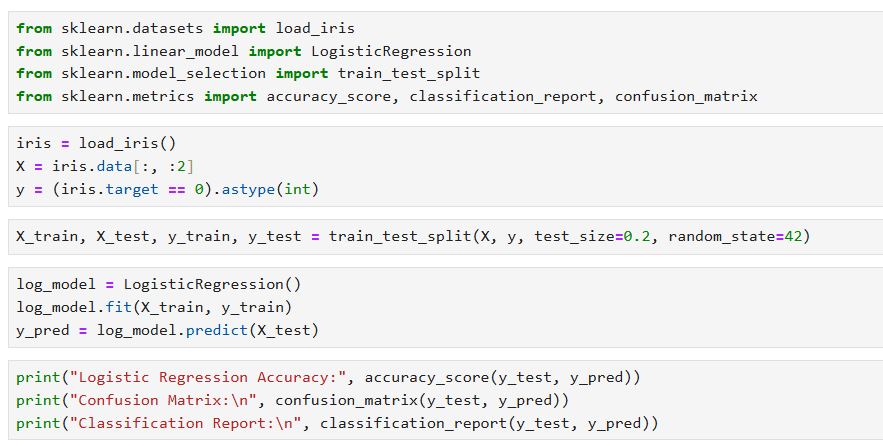 from sklearn.datasets import load_iris
from sklearn.linear_model import LogisticRegression
from sklearn.model_selection import train_test_split
from sklearn.metrics import accuracy_score, classification_report, confusion_matrix
iris = load_iris()
X = iris.data[:, :2]
y = (iris.target == 0).astype(int)
X_train, X_test, y_train, y_test = train_test_split(X, y, test_size=0.2, random_state=42)
log_model = LogisticRegression()
log_model.fit(X_train, y_train)
y_pred = log_model.predict(X_test)
print("Logistic Regression Accuracy:", accuracy_score(y_test, y_pred))
print("Confusion Matrix:\n", confusion_matrix(y_test, y_pred))
print("Classification Report:\n", classification_report(y_test, y_pred))